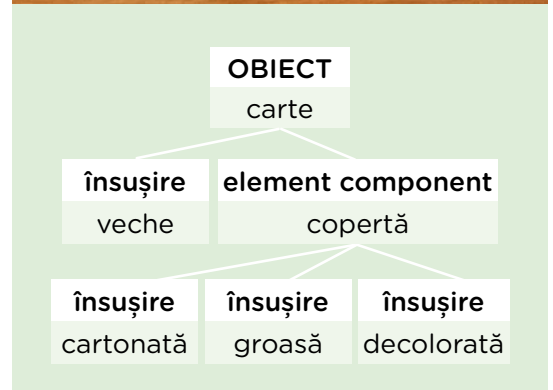 OBIECT
carte
însușire element component
veche copertă
însușire însușire însușire
cartonată groasă decolorată